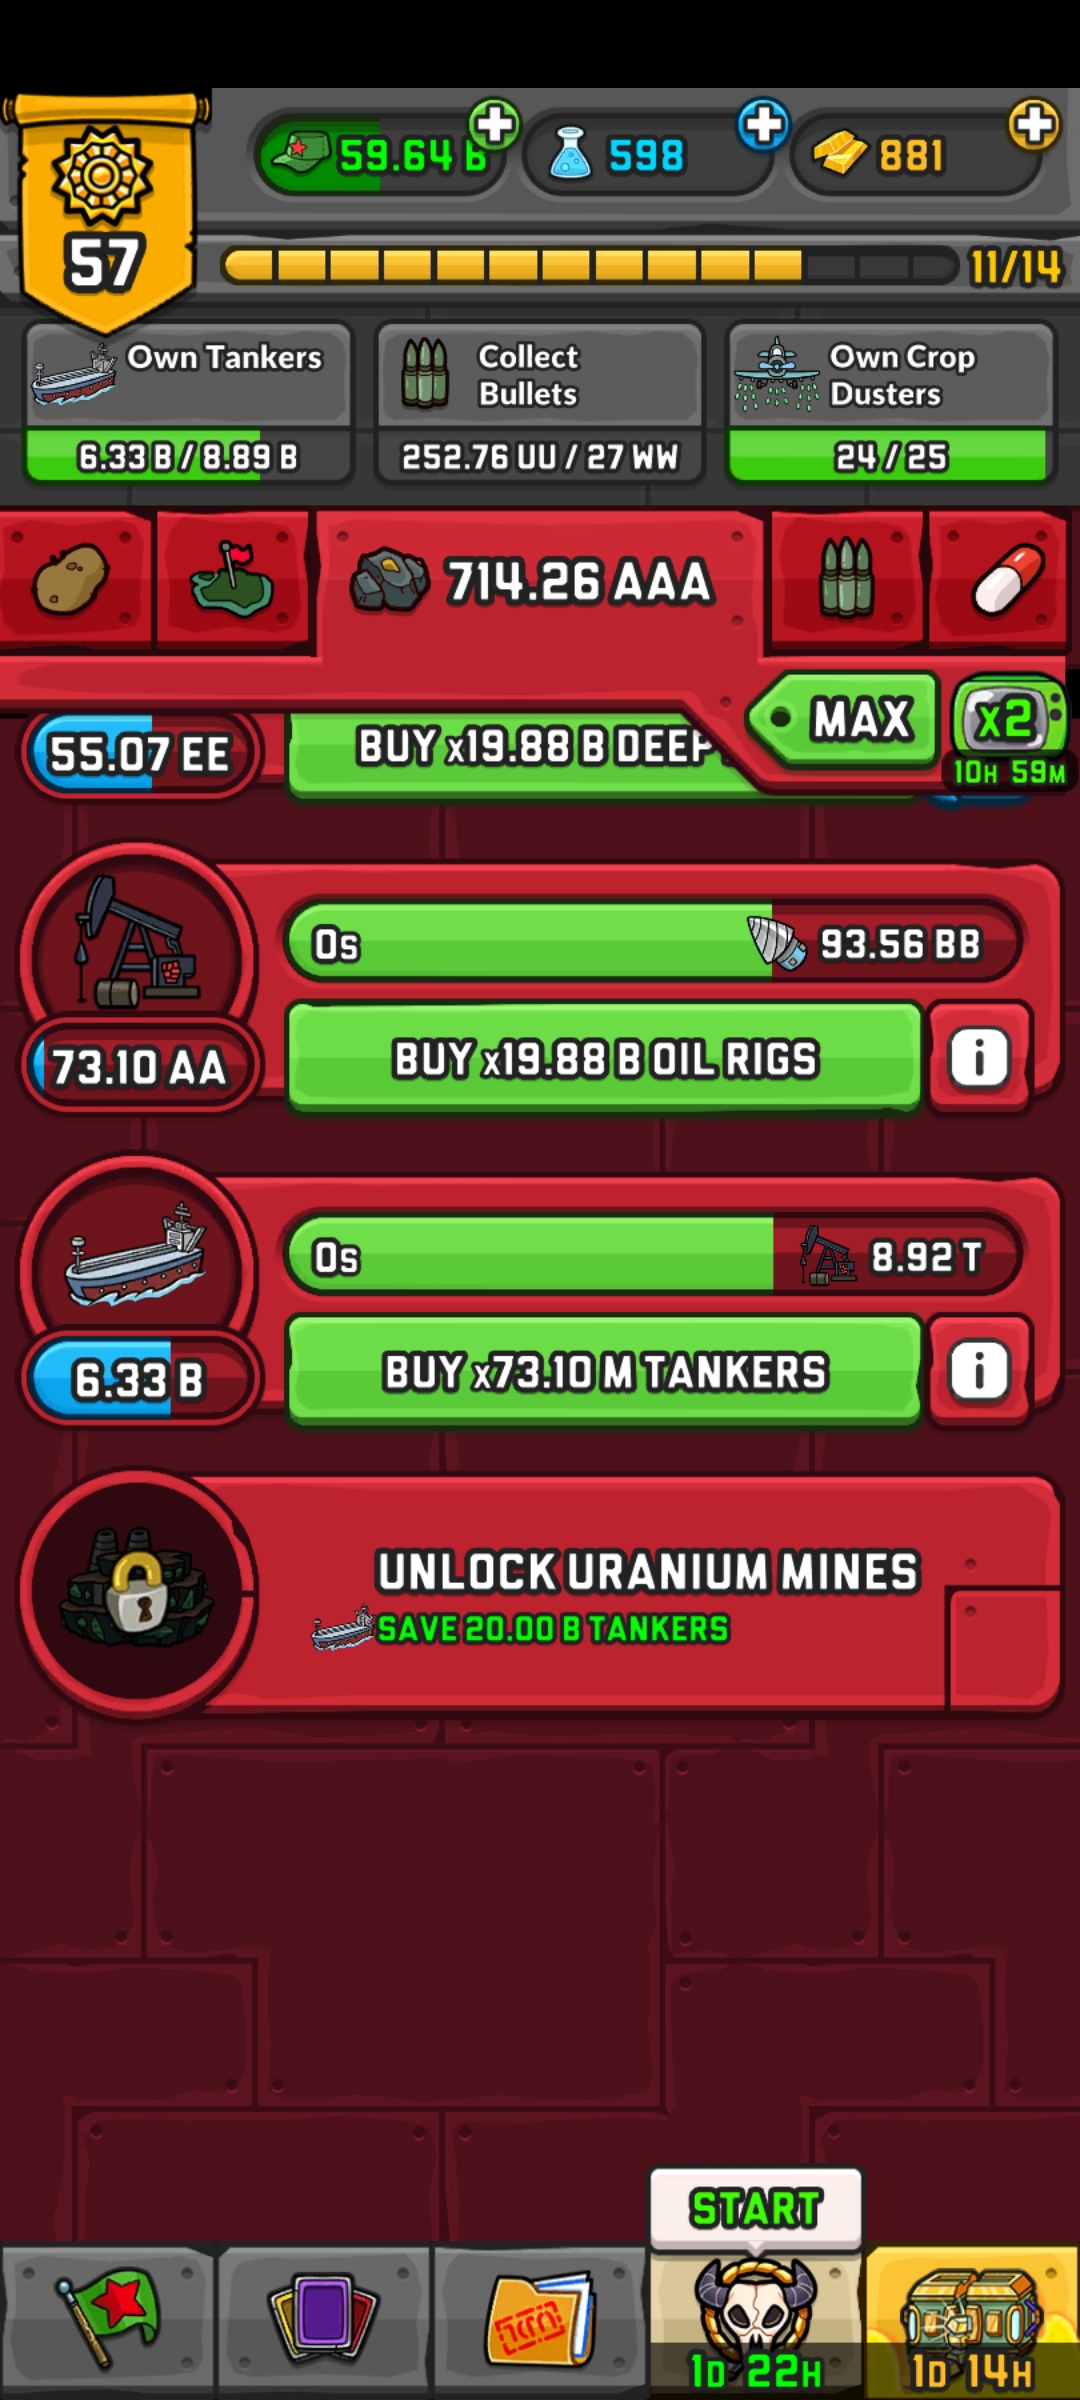 59.64 B
598
881
57
11/14
Own Tankers
6.33 B / 8.89 B
Collect
Bullets
252.76 UU / 27 WW
Own Crop
Dusters
24 / 25
714.26 AAA
MAX
x2
10H 59M
55.07 EE
BUY x19.88 B DEEP
0s
93.56 BB
73.10 AA
BUY x19.88 B OIL RIGS
i
0s
8.92 T
6.33 B
BUY x73.10 M TANKERS
i
UNLOCK URANIUM MINES
SAVE 20.00 B TANKERS
START
1D 22H
1D 14H